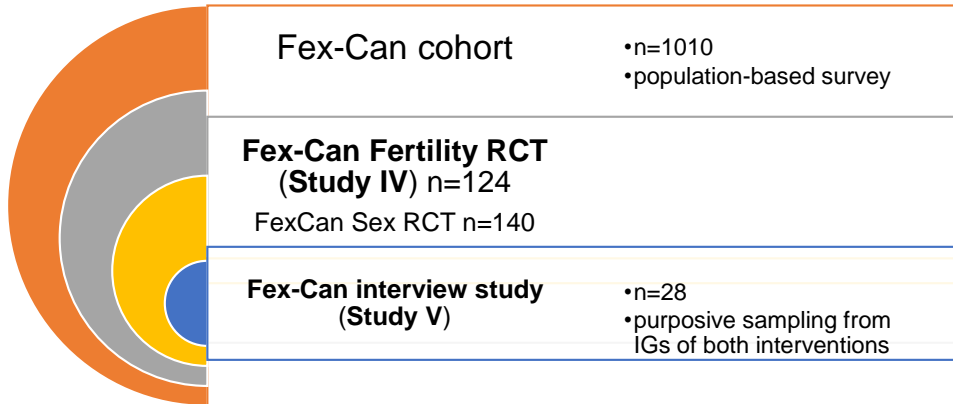 Fex-Can cohort
•n=1010
•population-based survey
Fex-Can Fertility RCT
(Study IV) n=124
FexCan Sex RCT n=140
Fex-Can interview study
(Study V)
•n=28
•purposive sampling from
IGs of both interventions